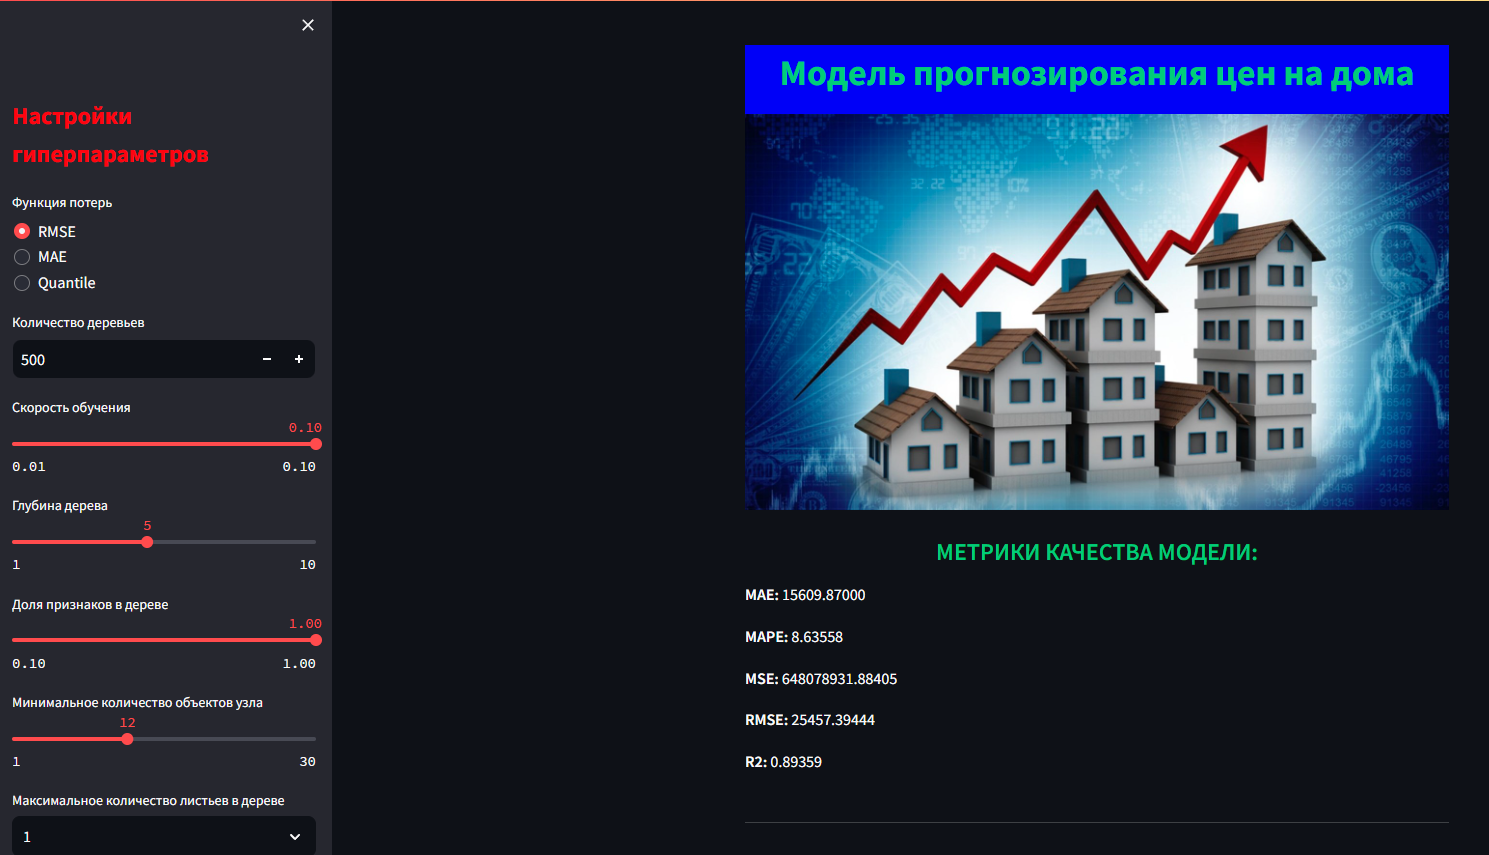 Настройки
гиперпараметров
Функция потерь
RMSE
MAE
Quantile
Количество деревьев
500
Скорость обучения
0.10
0.01 0.10
Глубина дерева
5
1 10
Доля признаков в дереве
1.00
0.10 1.00
Минимальное количество объектов узла
12
1 30
Максимальное количество листьев в дереве
1
Модель прогнозирования цен на дома
МЕТРИКИ КАЧЕСТВА МОДЕЛИ:
MAE: 15609.87000
MAPE: 8.63558
MSE: 648078931.88405
RMSE: 25457.39444
R2: 0.89359